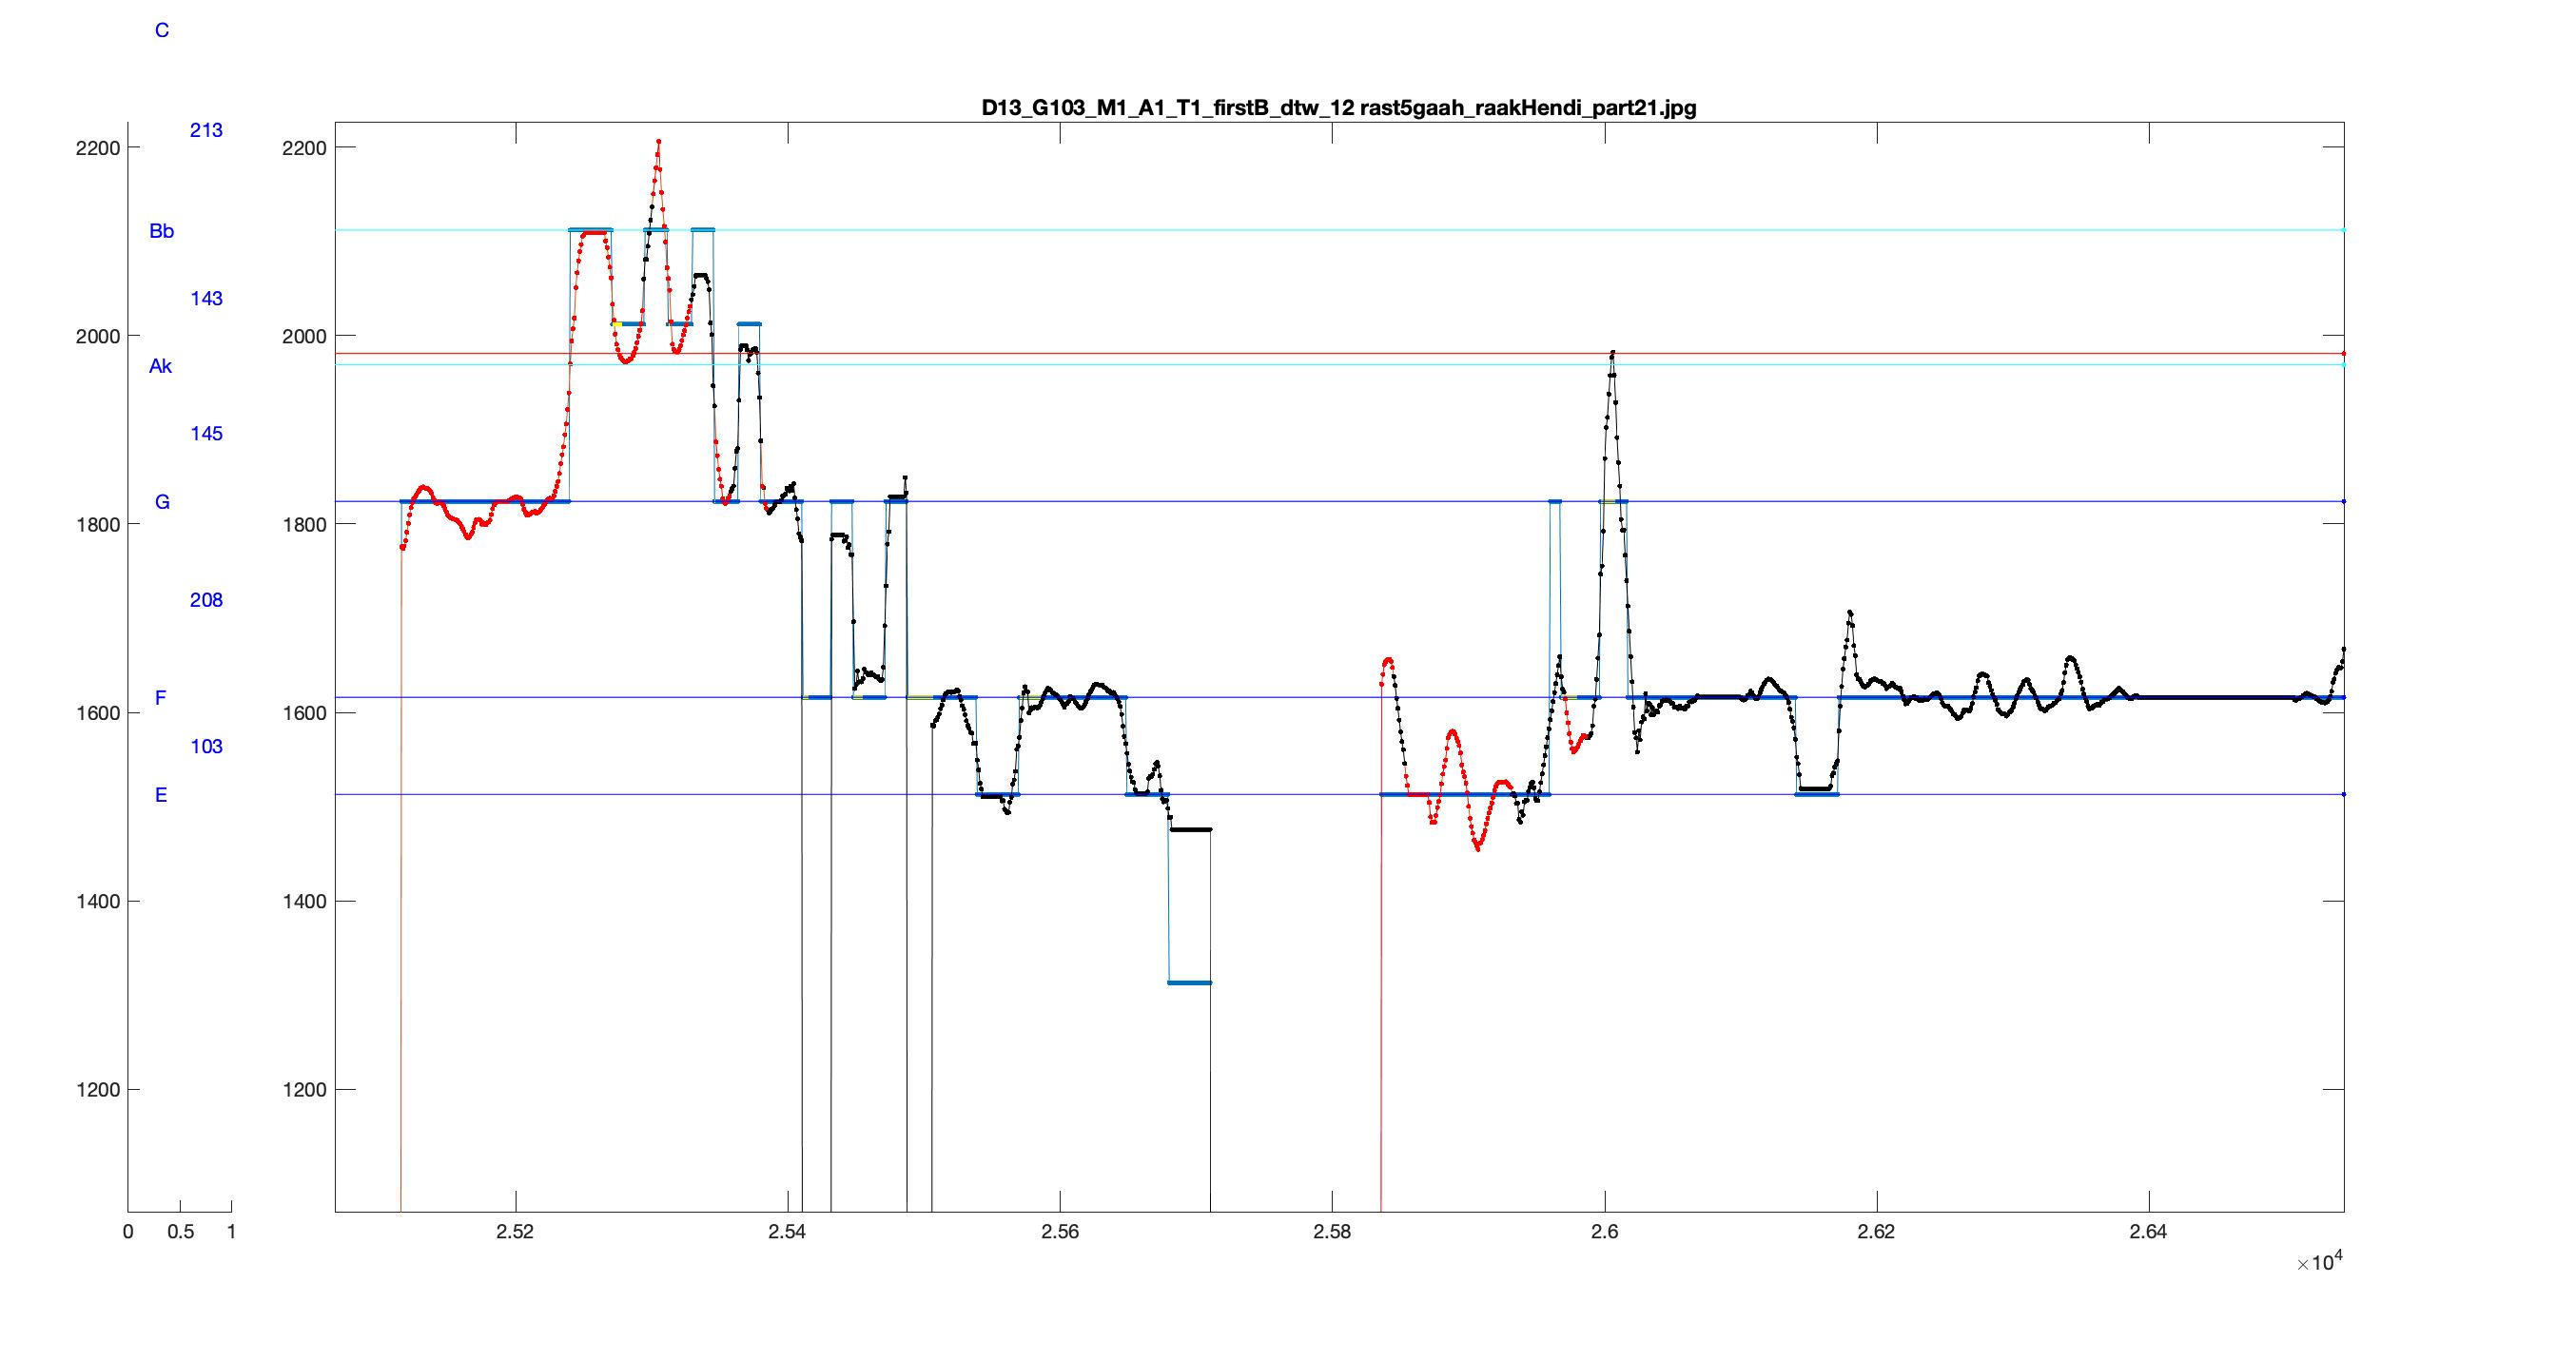 C
D13_G103_M1_A1_T1_firstB_dtw_12 rast5gaah_raakHendi_part21.jpg
213
2200 2200
Bb
143
2000 2000
Ak
145
G
1800 1800
208
F
1600 1600
103
E
1400 1400
1200 1200
0 0.5 1 2.52 2.54 2.56 2.58 2.6 2.62 2.64
×10⁴